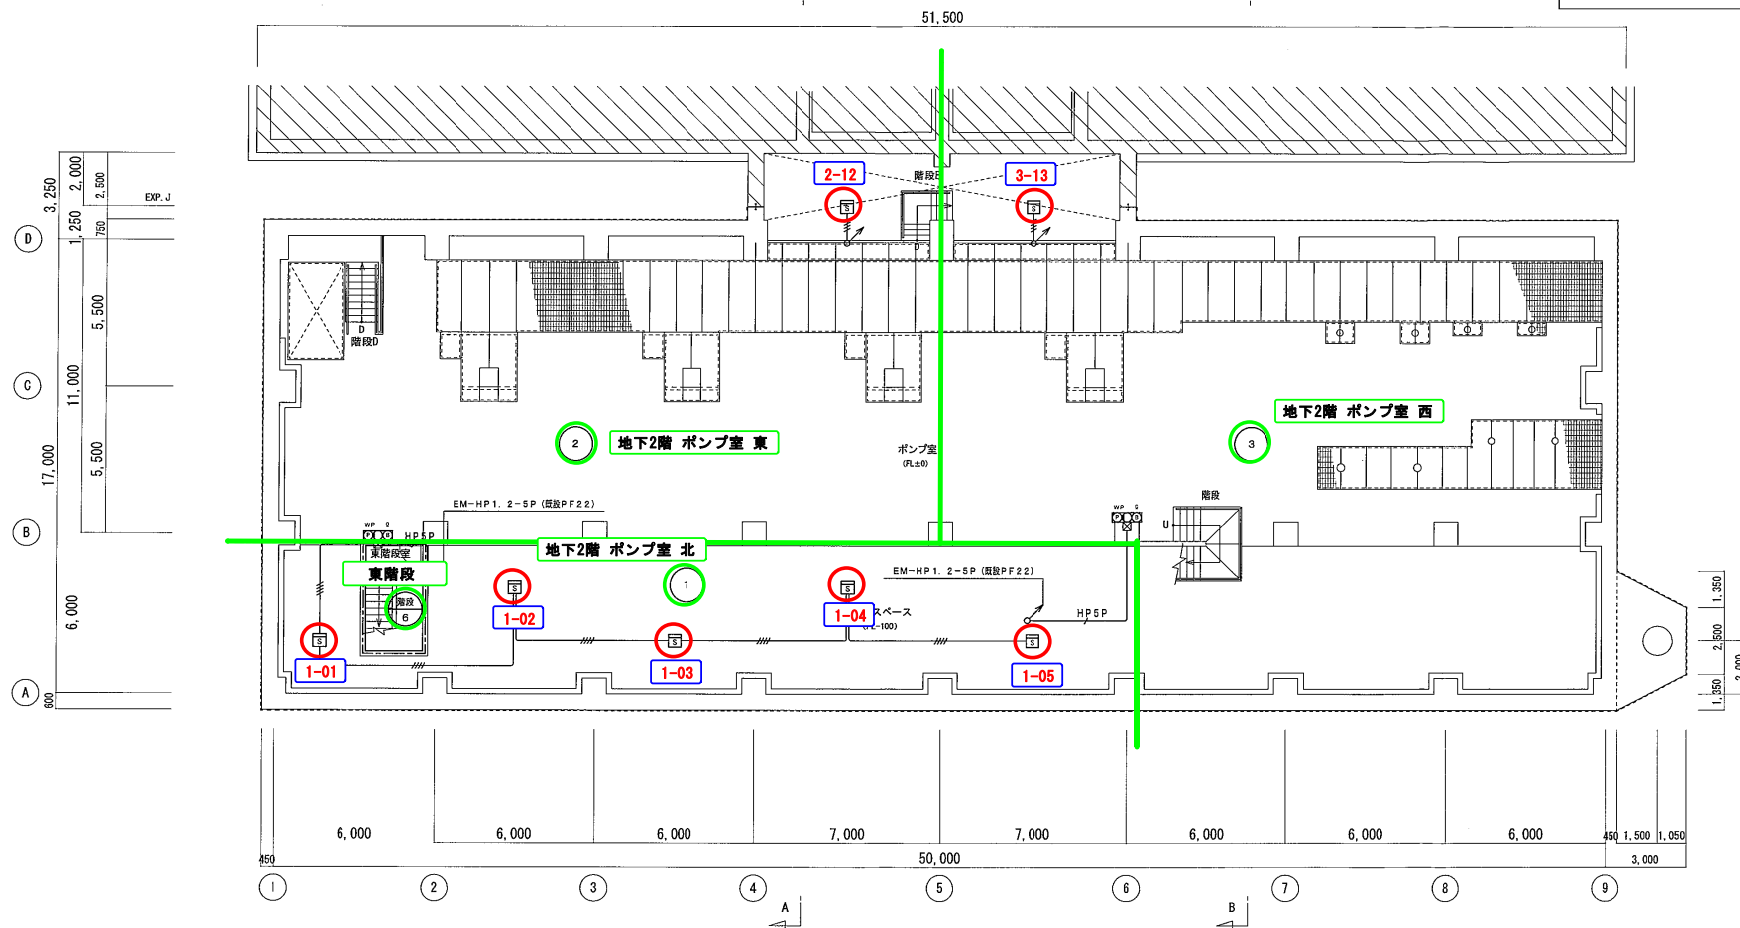 51,500
2-12
3-13
階段E
EXP.J
3,250
2,000
2,500
1,250
750
D
D
D
階段D
5,500
11,000
C
17,000
5,500
地下2階 ポンプ室 西
2
地下2階 ポンプ室 東
3
ポンプ室
(FL±0)
EM-HP1.2-5P (既設PF22)
階段
B
WP
P
B
HP5P
WP
P
B
U
東階段室
地下2階 ポンプ室 北
東階段
EM-HP1.2-5P (既設PF22)
S
1
S
階段
6
1-02
1-04
スペース
HP5P
6,000
S
S
S
S
S
1-01
1-03
1-05
A
600
1,350
2,500
1,350
6,000
6,000
6,000
7,000
7,000
6,000
6,000
6,000
450
1,500
1,050
450
50,000
3,000
1
2
3
4
5
6
7
8
9
A
B